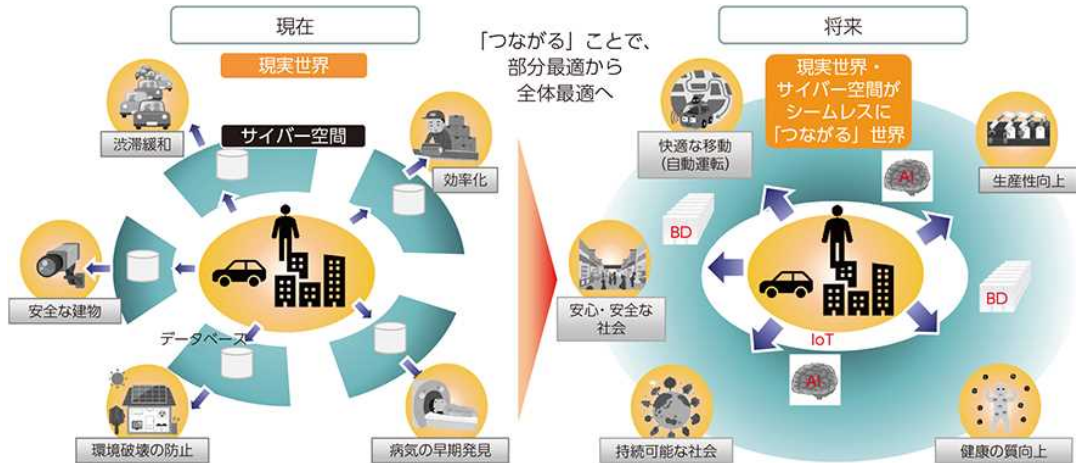 現在
現実世界
サイバー空間
渋滞緩和
効率化
安全な建物
データベース
環境破壊の防止
病気の早期発見
「つながる」ことで、
部分最適から
全体最適へ
将来
現実世界・
サイバー空間が
シームレスに
「つながる」世界
快適な移動
(自動運転)
AI
生産性向上
BD
安心・安全な
社会
BD
IoT
AI
持続可能な社会
健康の質向上